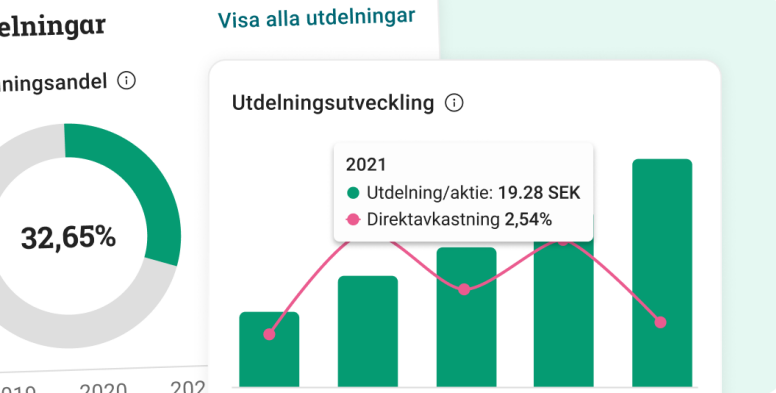 elningar
Visa alla utdelningar
ningsandel
32,65%
2020
Utdelningsutveckling
2021
Utdelning/aktie: 19.28 SEK
Direktavkastning 2,54%